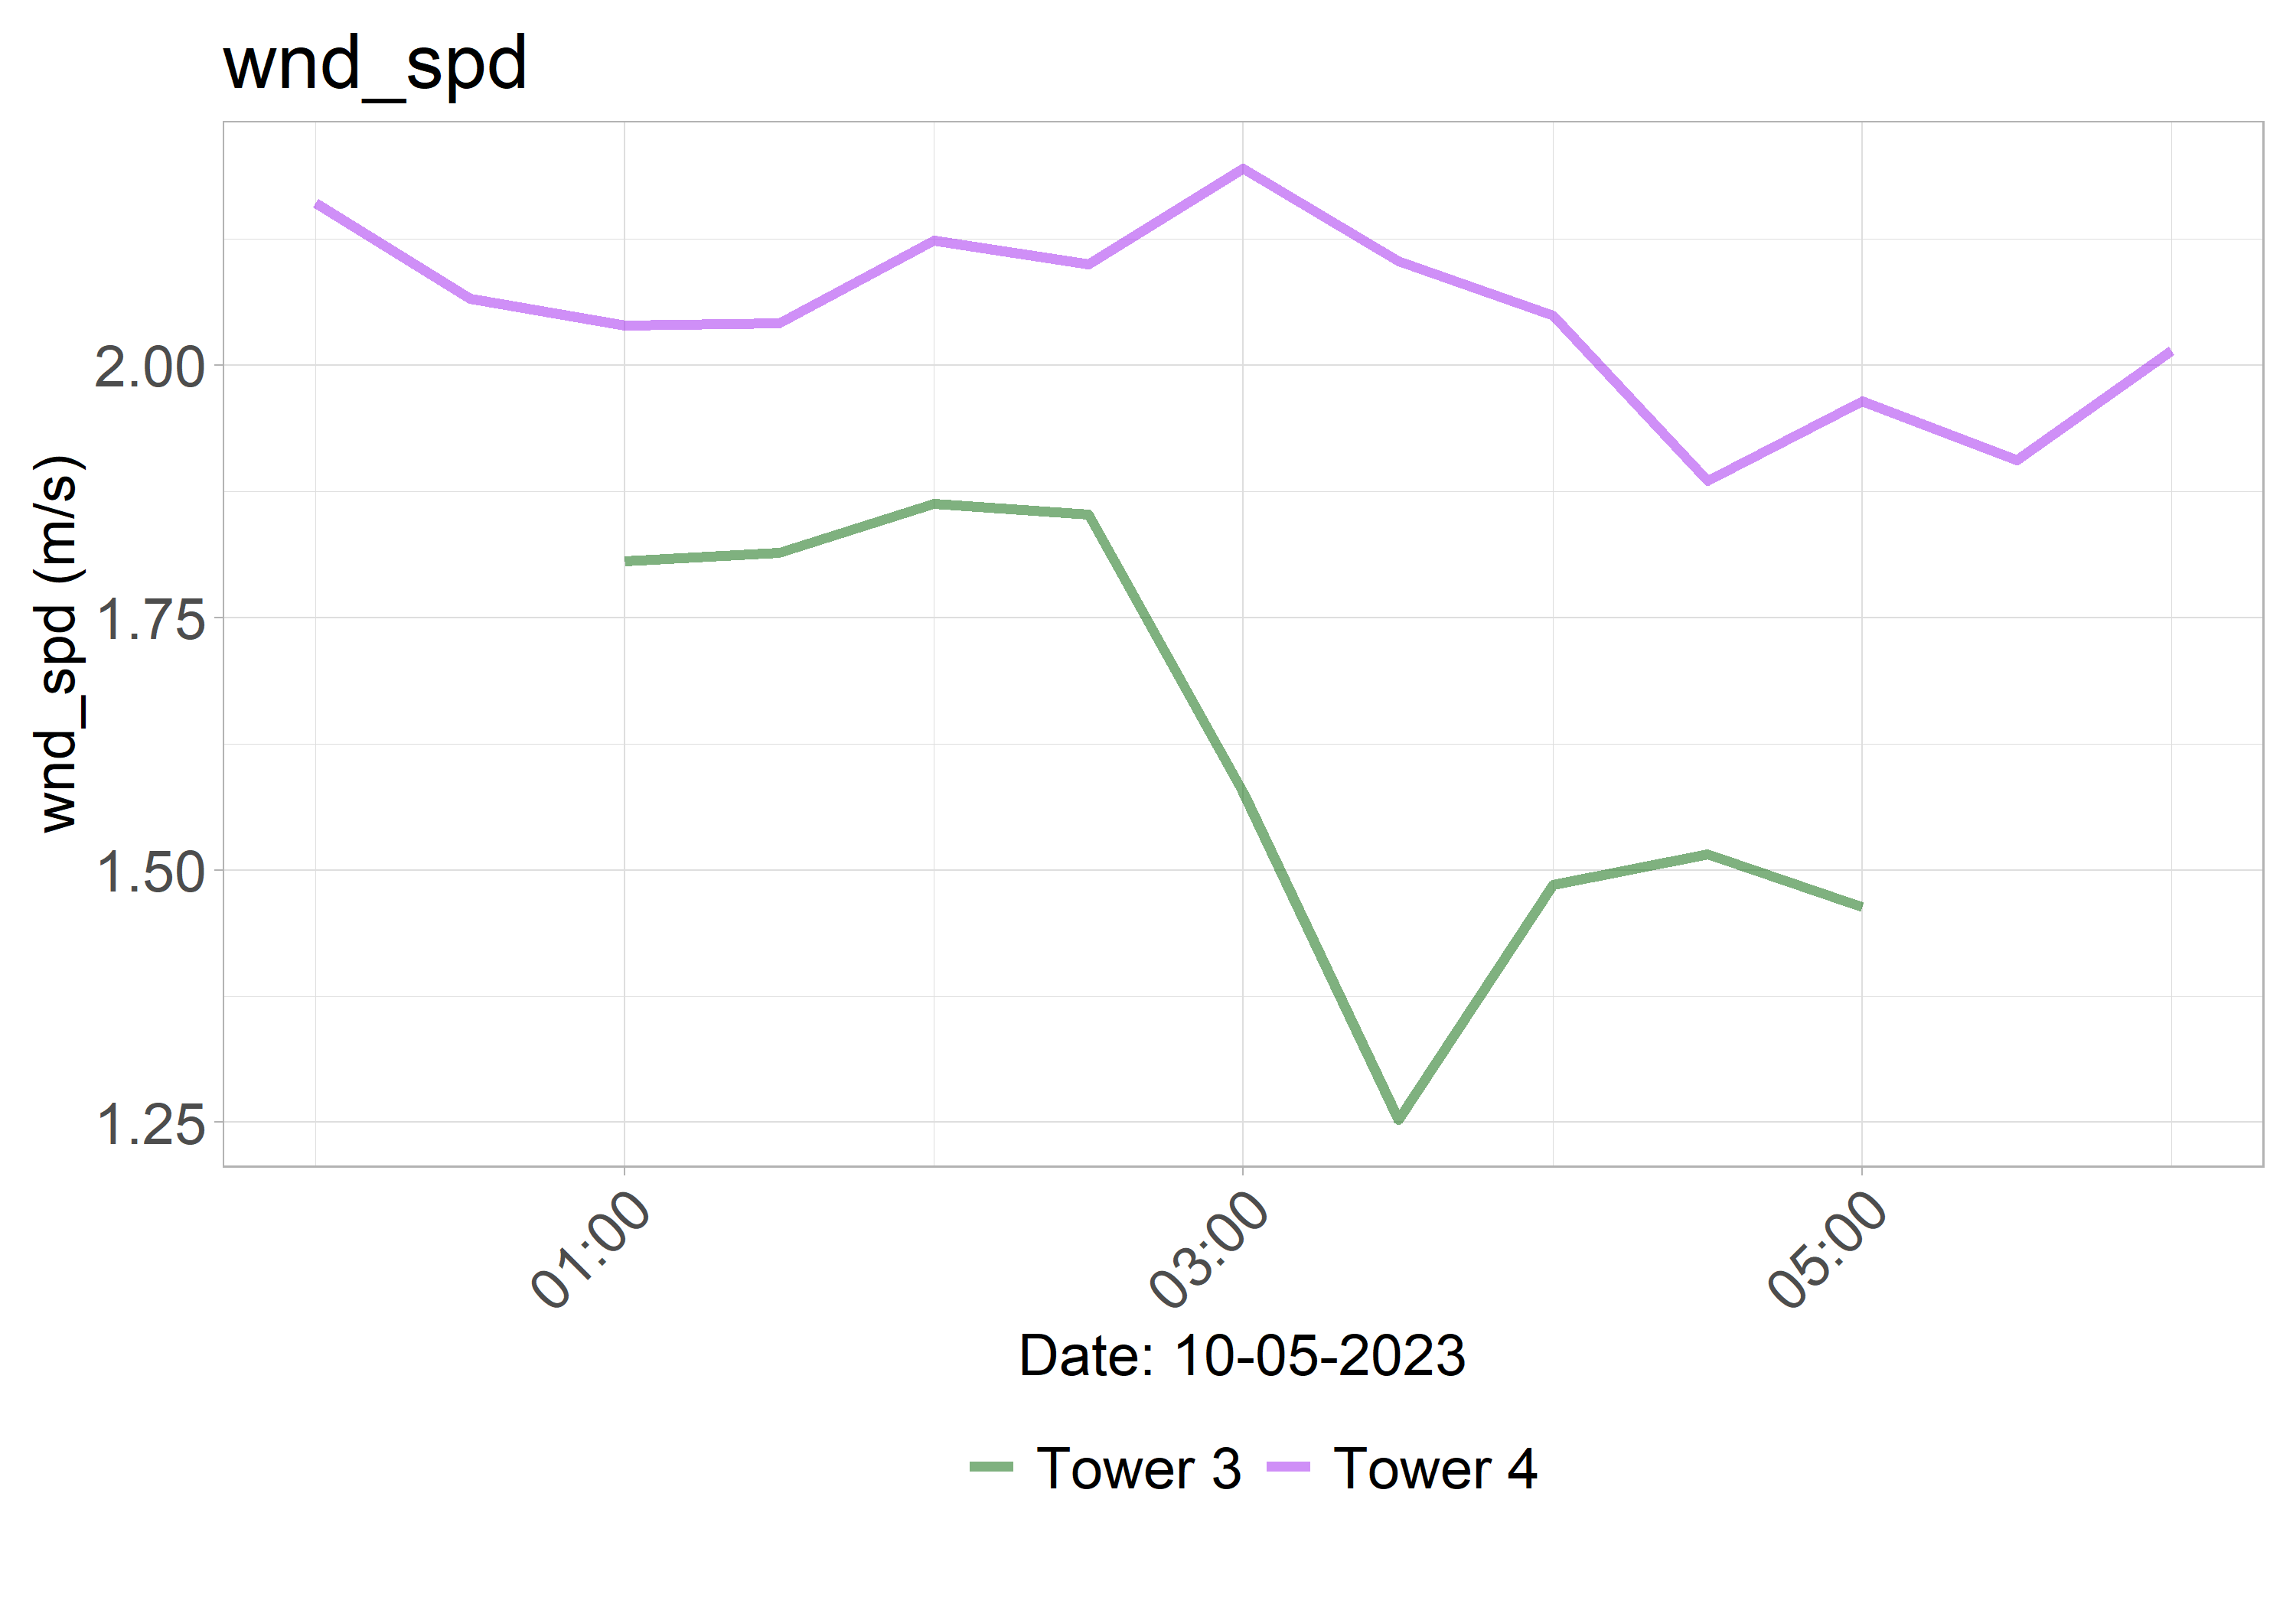 wnd_spd
wnd_spd (m/s)
2.00
1.75
1.50
1.25
01:00
03:00
05:00
Date: 10-05-2023
Tower 3
Tower 4